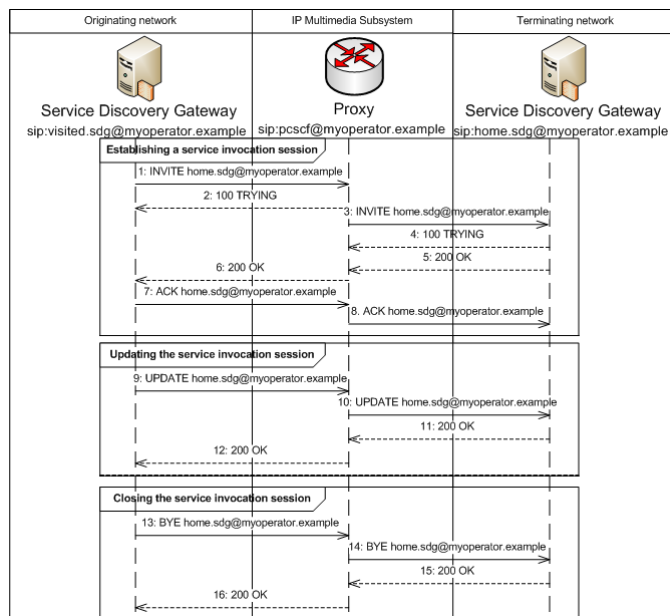 Originating network
IP Multimedia Subsystem
Terminating network
Service Discovery Gateway
sip:visited.sdg@myoperator.example
Proxy
sip:pcscf@myoperator.example
Service Discovery Gateway
sip:home.sdg@myoperator.example
Establishing a service invocation session
1: INVITE home.sdg@myoperator.example
2: 100 TRYING
3: INVITE home.sdg@myoperator.example
4: 100 TRYING
5: 200 OK
6: 200 OK
7: ACK home.sdg@myoperator.example
8. ACK home.sdg@myoperator.example
Updating the service invocation session
9: UPDATE home.sdg@myoperator.example
10: UPDATE home.sdg@myoperator.example
11: 200 OK
12: 200 OK
Closing the service invocation session
13: BYE home.sdg@myoperator.example
14: BYE home.sdg@myoperator.example
15: 200 OK
16: 200 OK